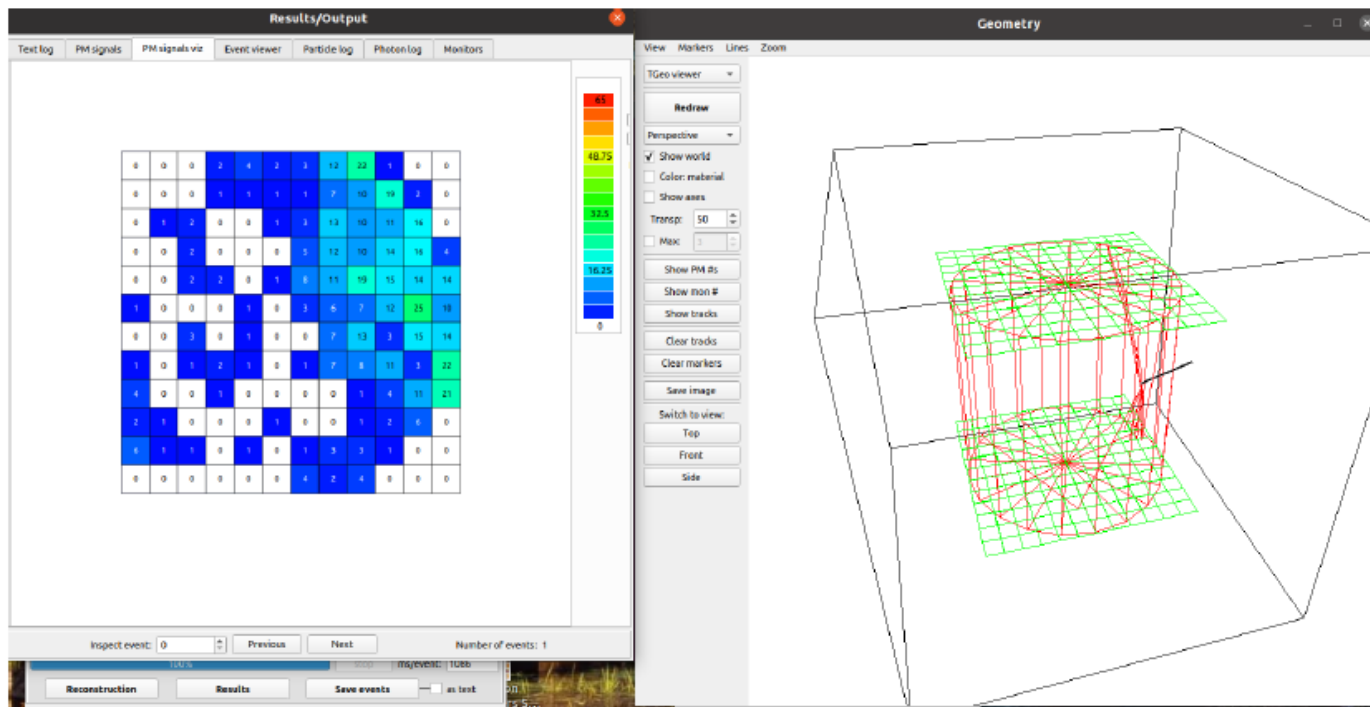 Results/Output
Text log PM signals PM signals viz Event viewer Particle log Photon log Monitors
65
48.75
32.5
16.25
0
0 0 0 2 4 2 3 12 22 1 0 0
0 0 0 1 1 1 1 7 10 19 2 0
0 1 2 0 0 1 3 13 10 11 16 0
0 0 2 0 0 0 5 12 10 14 16 4
0 0 2 2 0 1 8 11 19 15 14 14
1 0 0 0 1 0 3 6 7 12 25 18
0 0 3 0 1 0 0 7 13 3 15 14
1 0 1 2 1 0 1 7 8 11 3 22
4 0 0 1 0 0 0 0 1 4 11 21
2 1 0 0 0 1 0 0 1 2 6 0
6 1 1 0 1 0 1 3 3 1 0 0
0 0 0 0 0 0 4 2 4 0 0 0
Inspect event: 0 Previous Next Number of events: 1
100% stop ms/event: 1086
Reconstruction Results Save events as text
Geometry
View Markers Lines Zoom
TGeo viewer
Redraw
Perspective
Show world
Color: material
Show axes
Transp: 50
Max: 3
Show PM #s
Show mon #
Show tracks
Clear tracks
Clear markers
Save image
Switch to view:
Top
Front
Side